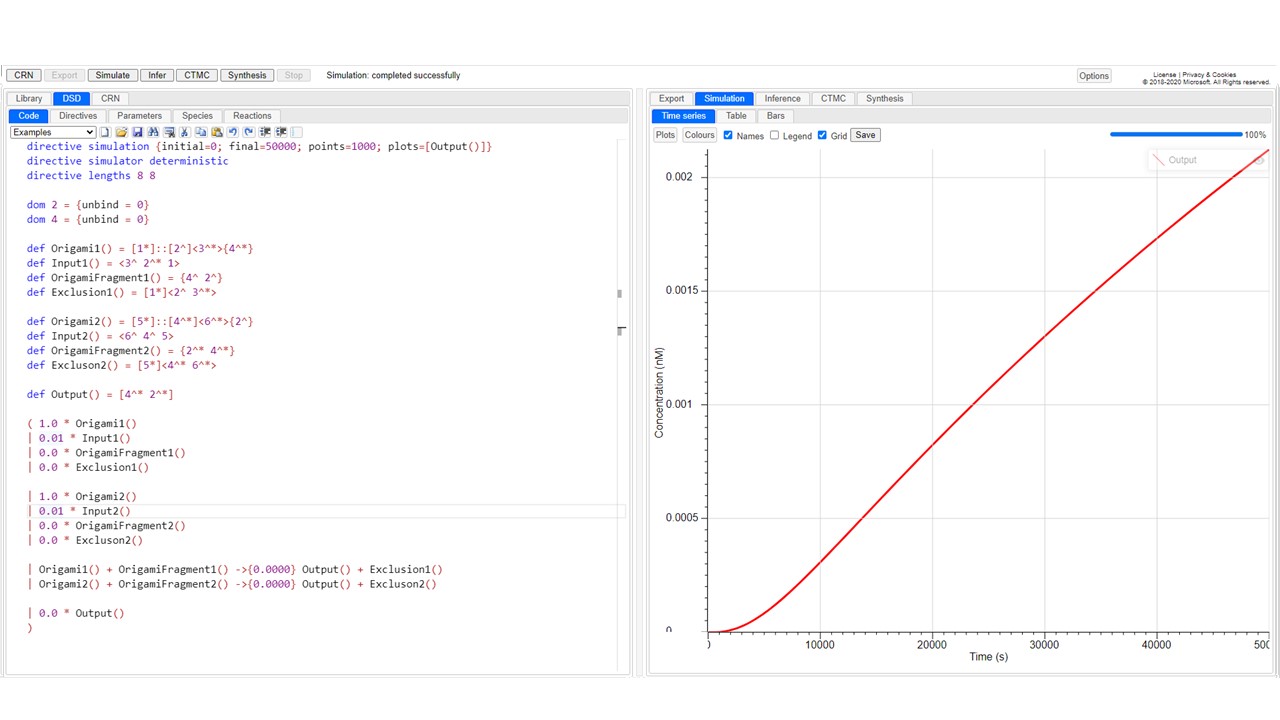 CRN Export Simulate Infer CTMC Synthesis Stop Simulation: completed successfully Options License | Privacy & Cookies
© 2018-2020 Microsoft. All Rights reserved.
Library DSD CRN
Code Directives Parameters Species Reactions
Examples
directive simulation {initial=0; final=50000; points=1000; plots=[Output()]}
directive simulator deterministic
directive lengths 8 8
dom 2 = {unbind = 0}
dom 4 = {unbind = 0}
def Origami1() = [1*]::[2^]<3^*>{4^*}
def Input1() = <3^ 2^* 1>
def OrigamiFragment1() = {4^ 2^}
def Exclusion1() = [1*]<2^ 3^*>
def Origami2() = [5*]::[4^*]<6^*>{2^}
def Input2() = <6^ 4^ 5>
def OrigamiFragment2() = {2^* 4^*}
def Excluson2() = [5*]<4^* 6^*>
def Output() = [4^* 2^*]
( 1.0 * Origami1()
| 0.01 * Input1()
| 0.0 * OrigamiFragment1()
| 0.0 * Exclusion1()
| 1.0 * Origami2()
| 0.01 * Input2()
| 0.0 * OrigamiFragment2()
| 0.0 * Excluson2()
| Origami1() + OrigamiFragment1() ->{0.0000} Output() + Exclusion1()
| Origami2() + OrigamiFragment2() ->{0.0000} Output() + Excluson2()
| 0.0 * Output()
)
Export Simulation Inference CTMC Synthesis
Time series Table Bars
Plots Colours Names Legend Grid Save 100%
Output
0.002
0.0015
0.001
0.0005
0
Concentration (nM)
10000 20000 30000 40000
Time (s)